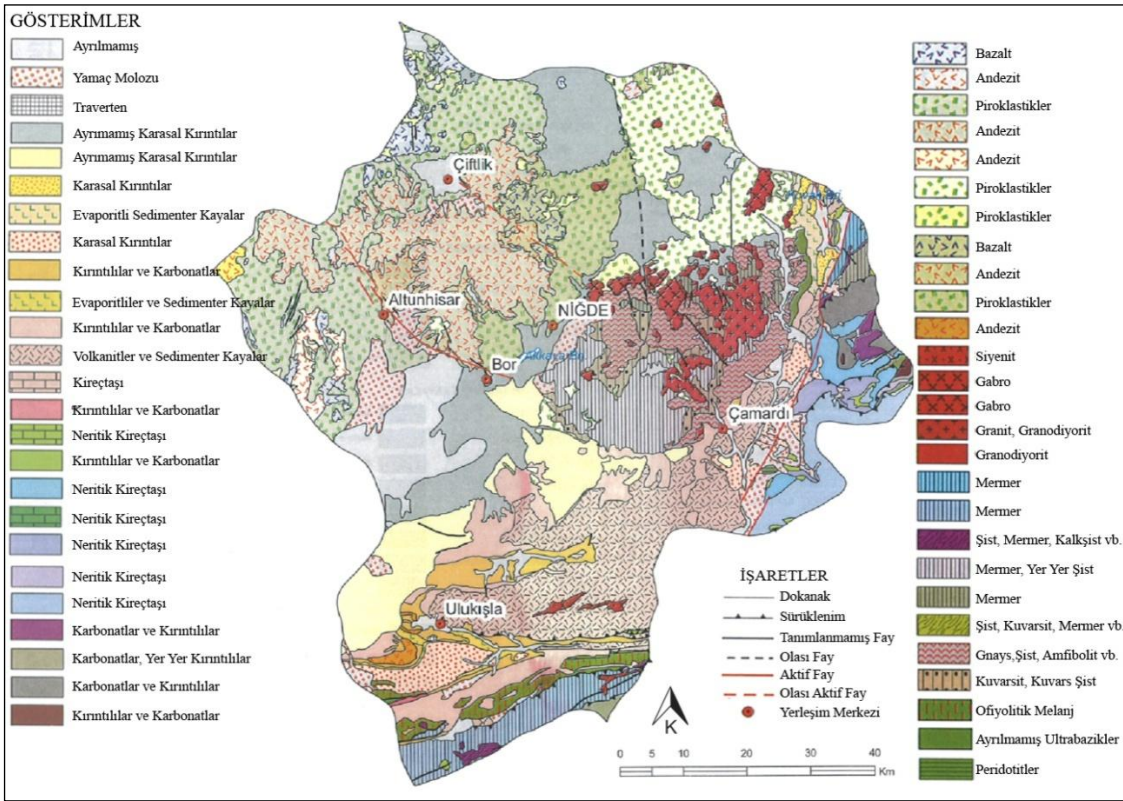 GÖSTERİMLER
Ayrılmamış
Yamaç Molozu
Traverten
Ayrımamış Karasal Kırıntılar
Ayrımamış Karasal Kırıntılar
Karasal Kırıntılar
Evaporitli Sedimenter Kayalar
Karasal Kırıntılar
Kırıntılılar ve Karbonatlar
Evaporitliler ve Sedimenter Kayalar
Kırıntılılar ve Karbonatlar
Volkanitler ve Sedimenter Kayalar
Kireçtaşı
Kırıntılılar ve Karbonatlar
Neritik Kireçtaşı
Kırıntılılar ve Karbonatlar
Neritik Kireçtaşı
Neritik Kireçtaşı
Neritik Kireçtaşı
Neritik Kireçtaşı
Neritik Kireçtaşı
Karbonatlar ve Kırıntılılar
Karbonatlar, Yer Yer Kırıntılılar
Karbonatlar ve Kırıntılılar
Kırıntılılar ve Karbonatlar
Çiftlik
Altunhisar
NİĞDE
Bor
Çamardı
Ulukışla
Bazalt
Andezit
Piroklastikler
Andezit
Andezit
Piroklastikler
Piroklastikler
Bazalt
Andezit
Piroklastikler
Andezit
Siyenit
Gabro
Gabro
Granit, Granodiyorit
Granodiyorit
Mermer
Mermer
Şist, Mermer, Kalkşist vb.
Mermer, Yer Yer Şist
Mermer
Şist, Kuvarsit, Mermer vb.
Gnays,Şist, Amfibolit vb.
Kuvarsit, Kuvars Şist
Ofiyolitik Melanj
Ayrılmamış Ultrabazikler
Peridotitler
İŞARETLER
Dokanak
Sürüklenim
Tanımlanmamış Fay
Olası Fay
Aktif Fay
Olası Aktif Fay
Yerleşim Merkezi
K
0 5 10 20 30 40
Km